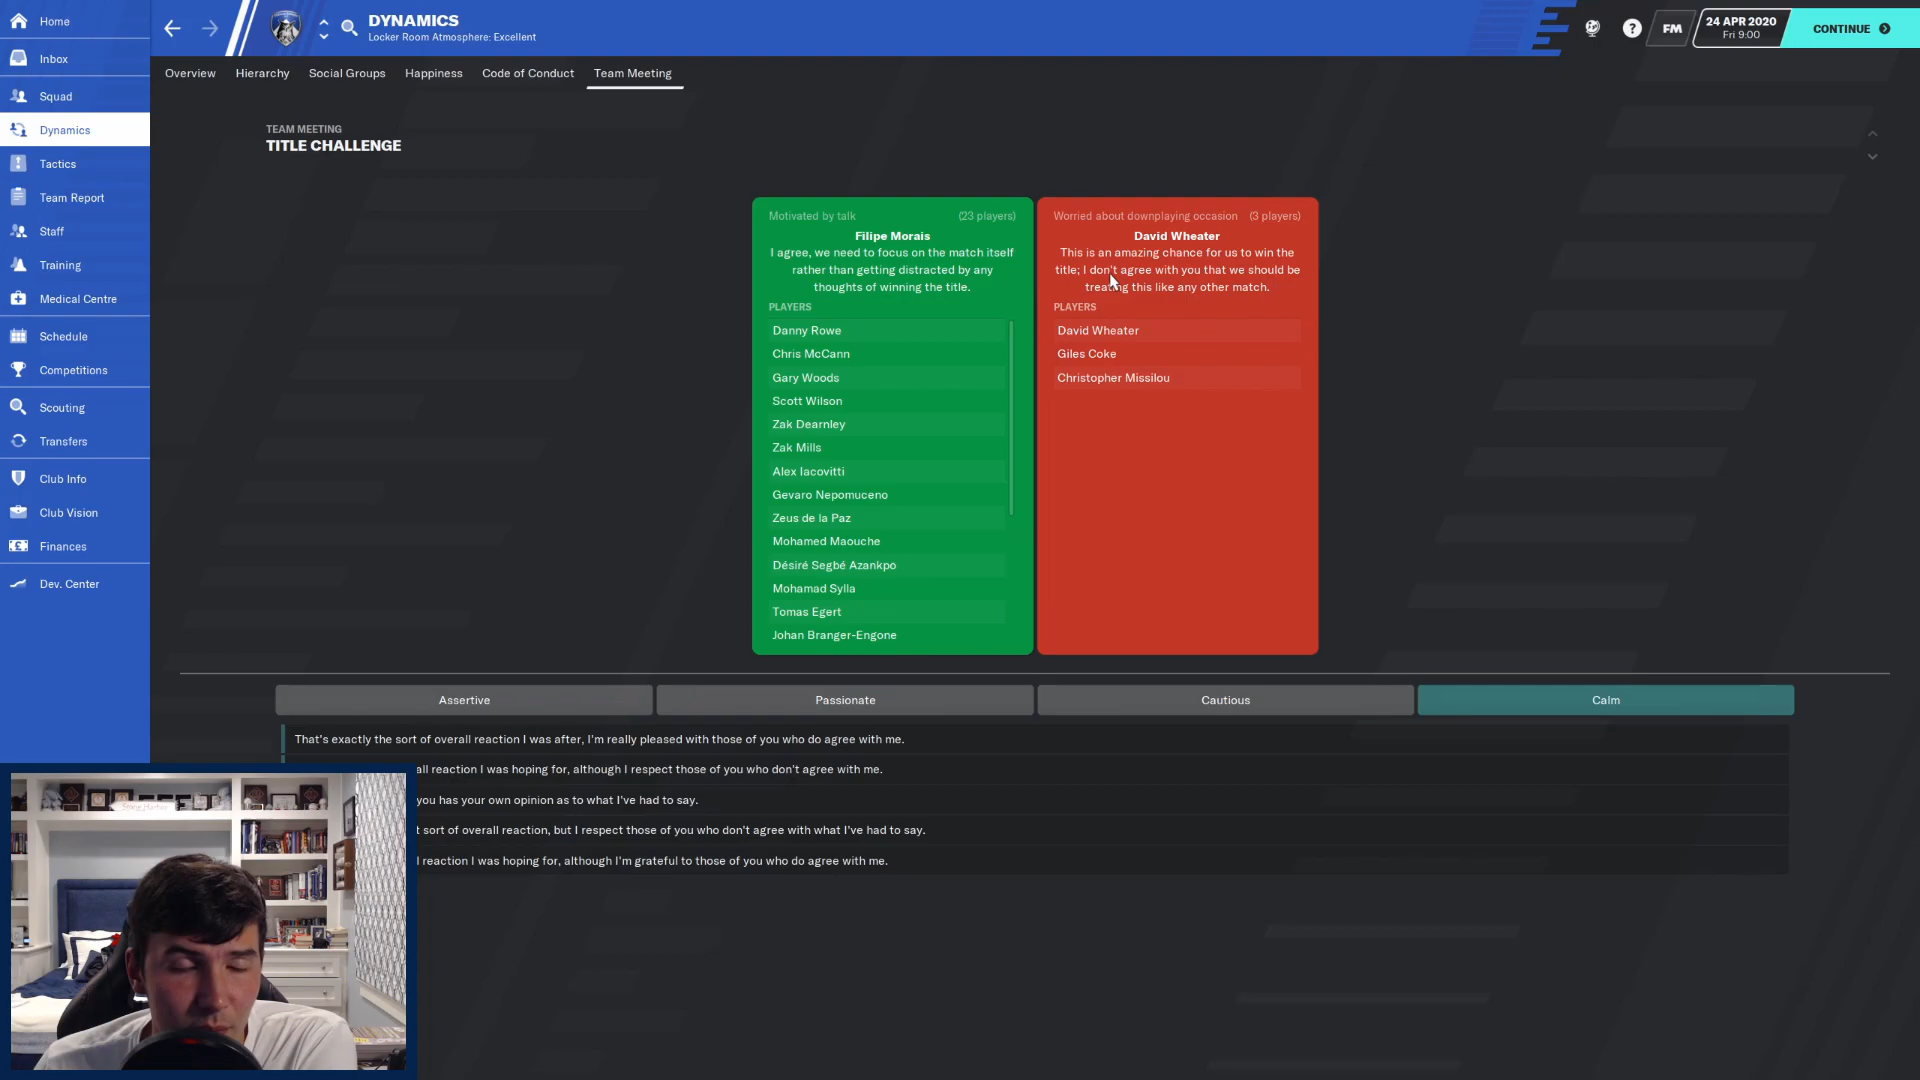 Home
Inbox
Squad
Dynamics
Tactics
Team Report
Staff
Training
Medical Centre
Schedule
Competitions
Scouting
Transfers
Club Info
Club Vision
Finances
Dev. Center
DYNAMICS
Locker Room Atmosphere: Excellent
?
FM
24 APR 2020
Fri 9:00
CONTINUE
Overview
Hierarchy
Social Groups
Happiness
Code of Conduct
Team Meeting
TEAM MEETING
TITLE CHALLENGE
Motivated by talk (23 players)
Filipe Morais
I agree, we need to focus on the match itself
rather than getting distracted by any
thoughts of winning the title.
PLAYERS
Danny Rowe
Chris McCann
Gary Woods
Scott Wilson
Zak Dearnley
Zak Mills
Alex Iacovitti
Gevaro Nepomuceno
Zeus de la Paz
Mohamed Maouche
Désiré Segbé Azankpo
Mohamad Sylla
Tomas Egert
Johan Branger-Engone
Worried about downplaying occasion (3 players)
David Wheater
This is an amazing chance for us to win the
title; I don't agree with you that we should be
treating this like any other match.
PLAYERS
David Wheater
Giles Coke
Christopher Missilou
Assertive
Passionate
Cautious
Calm
That's exactly the sort of overall reaction I was after, I'm really pleased with those of you who do agree with me.
all reaction I was hoping for, although I respect those of you who don't agree with me.
you has your own opinion as to what I've had to say.
t sort of overall reaction, but I respect those of you who don't agree with what I've had to say.
l reaction I was hoping for, although I'm grateful to those of you who do agree with me.